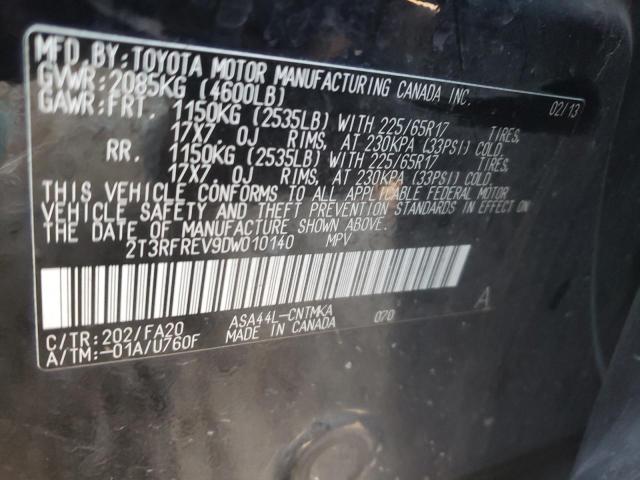 MFD.BY:TOYOTA MOTOR MANUFACTURING CANADA INC.
GVWR:2085KG (4600LB) 02/13
GAWR:FRT. 1150KG (2535LB) WITH 225/65R17 TIRES,
17X7.0J RIMS, AT 230KPA (33PSI) COLD.
RR. 1150KG (2535LB) WITH 225/65R17 TIRES,
17X7.0J RIMS, AT 230KPA (33PSI) COLD.
THIS VEHICLE CONFORMS TO ALL APPLICABLE FEDERAL MOTOR
VEHICLE SAFETY AND THEFT PREVENTION STANDARDS IN EFFECT ON
THE DATE OF MANUFACTURE SHOWN ABOVE.
2T3RFREV9DW010140 MPV
C/TR:202/FA20 ASA44L-CNTMKA 070 A
A/TM:-01A/U760F MADE IN CANADA